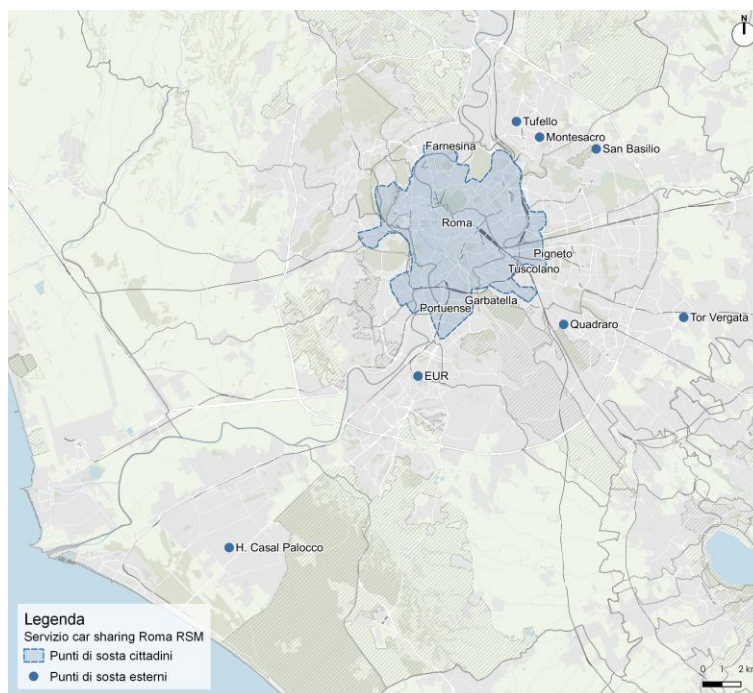 N
Tufello
Montesacro
Farnesina
San Basilio
Roma
Pigneto
Tuscolano
Garbatella
Portuense
Tor Vergata
Quadraro
EUR
H. Casal Palocco
Legenda
Servizio car sharing Roma RSM
Punti di sosta cittadini
Punti di sosta esterni
0 1 2 km